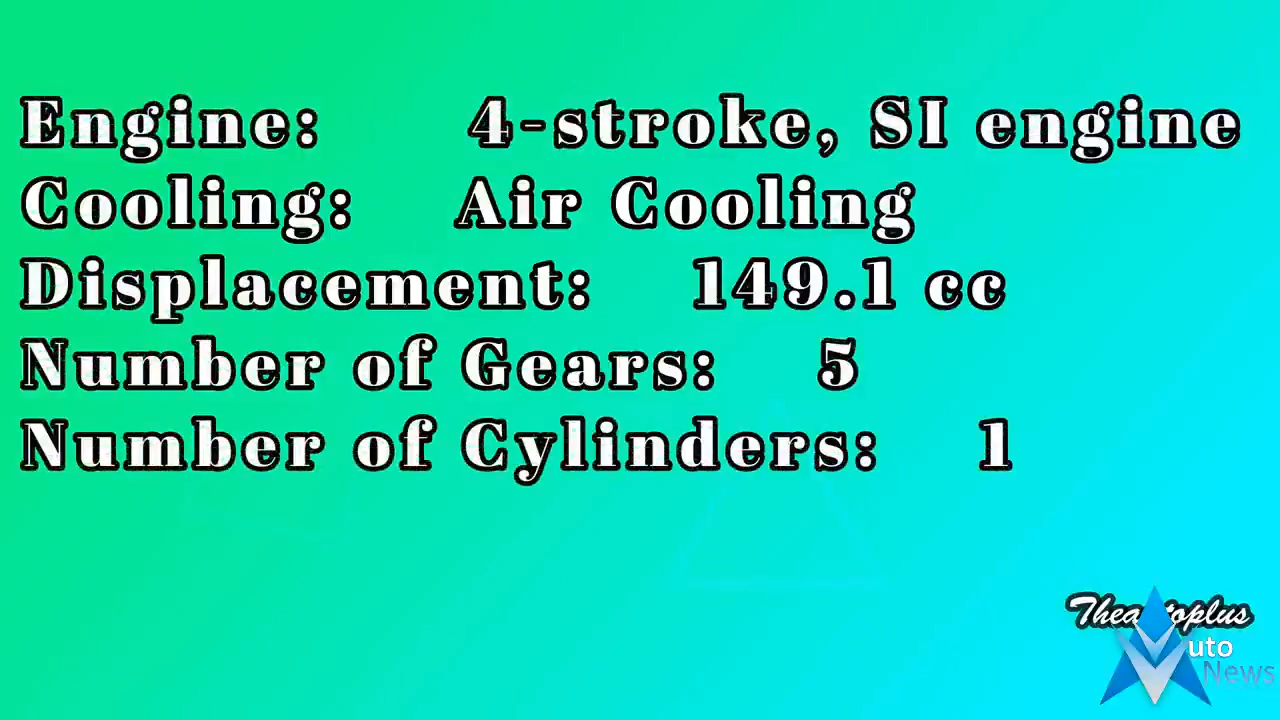 Engine: 4-stroke, SI engine
Cooling: Air Cooling
Displacement: 149.1 cc
Number of Gears: 5
Number of Cylinders: 1
Theautoplus
uto
News